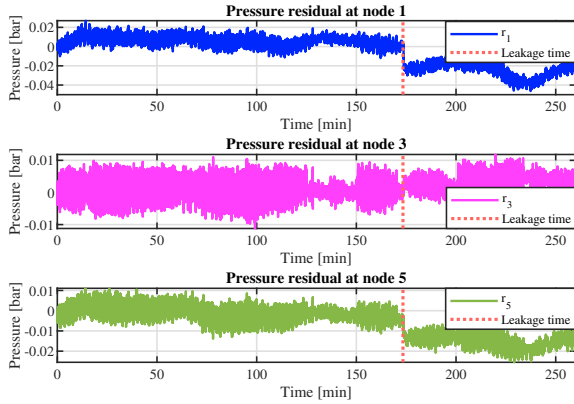 Pressure residual at node 1
0.02
0
-0.02
-0.04
Pressure [bar]
r1
Leakage time
0 50 100 150 200 250
Time [min]
Pressure residual at node 3
0.01
0
-0.01
Pressure [bar]
r3
Leakage time
0 50 100 150 200 250
Time [min]
Pressure residual at node 5
0.01
0
-0.01
-0.02
Pressure [bar]
r5
Leakage time
0 50 100 150 200 250
Time [min]